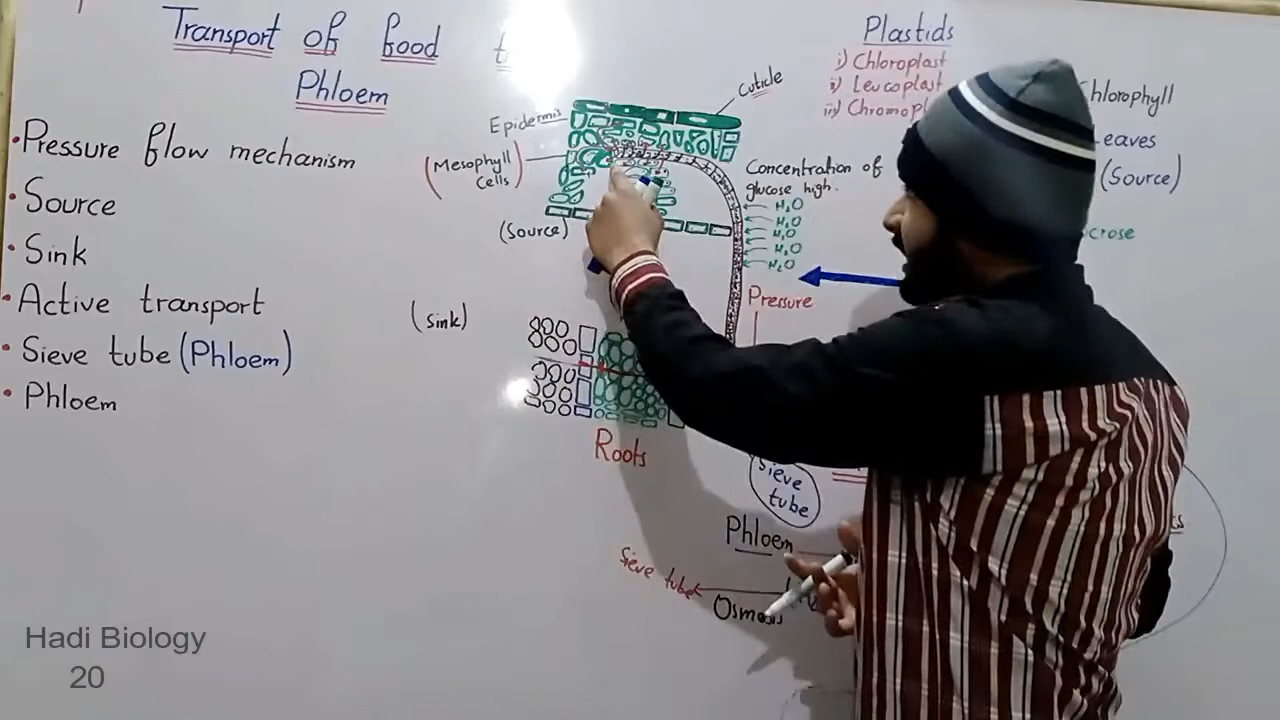 Transport of food
Phloem
•Pressure flow mechanism
•Source
•Sink
•Active transport
•Sieve tube (Phloem)
•Phloem
Epidermis
Cuticle
(Mesophyll
cells)
(Source)
Concentration of
glucose high.
H₂O
H₂O
H₂O
H₂O
H₂O
Pressure
(Sink)
Roots
Sieve
tube
Phloem
Sieve tube
Osmosis
Plastids
i) Chloroplast
ii) Leucoplast
iii)
Hadi Biology
20
(Source)